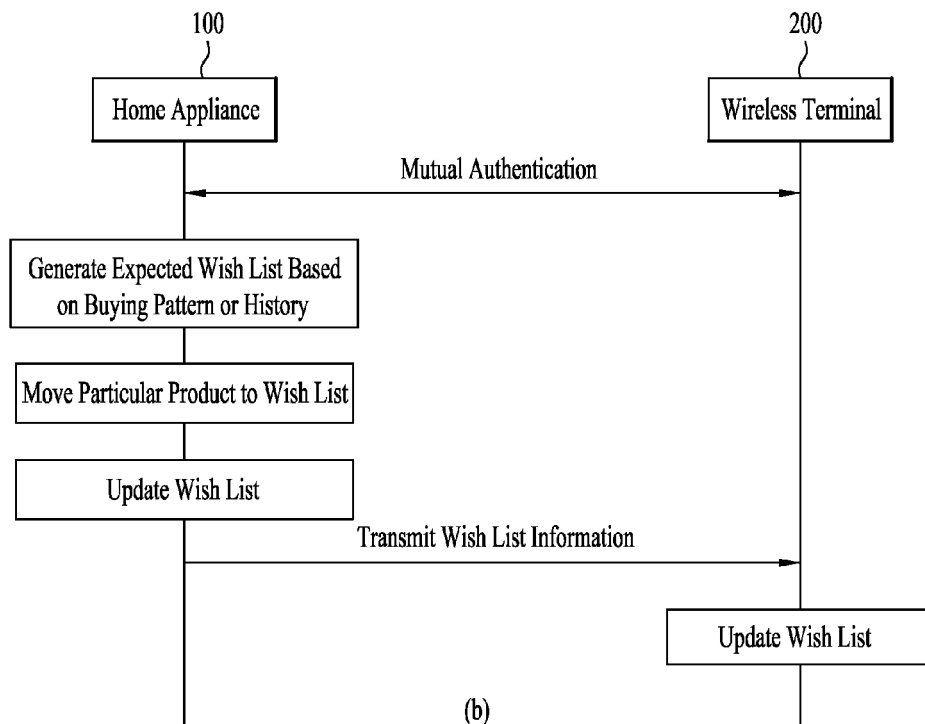 100
200
Home Appliance
Wireless Terminal
Mutual Authentication
Generate Expected Wish List Based
on Buying Pattern or History
Move Particular Product to Wish List
Update Wish List
Transmit Wish List Information
Update Wish List
(b)